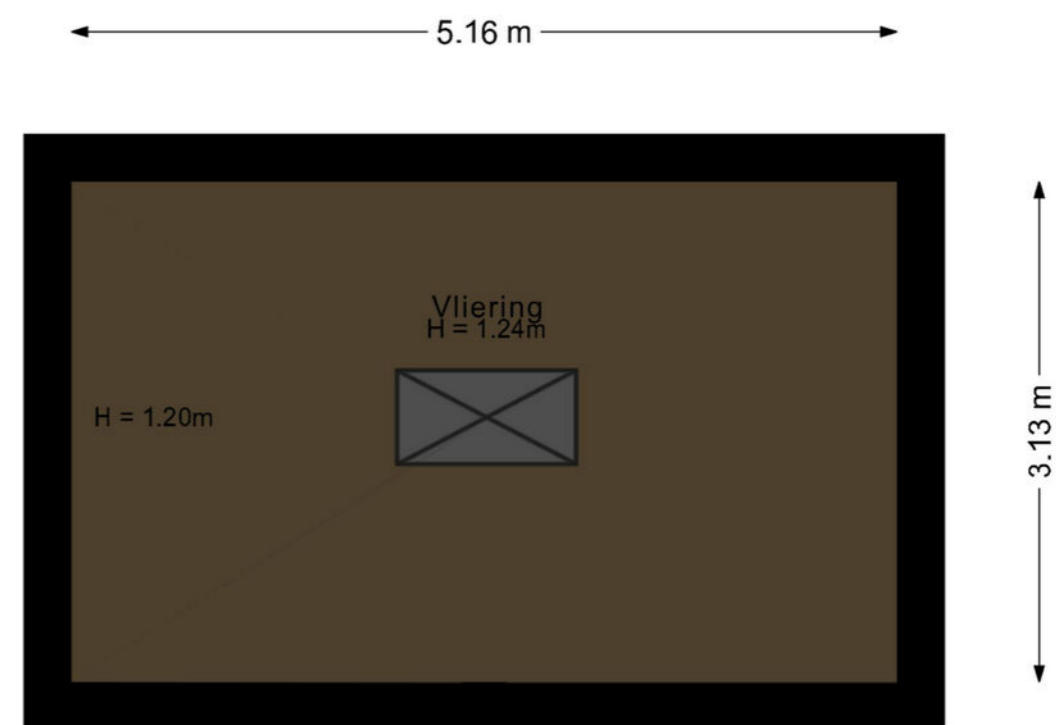 5.16 m
Vliering
H = 1.24m
H = 1.20m
3.13 m